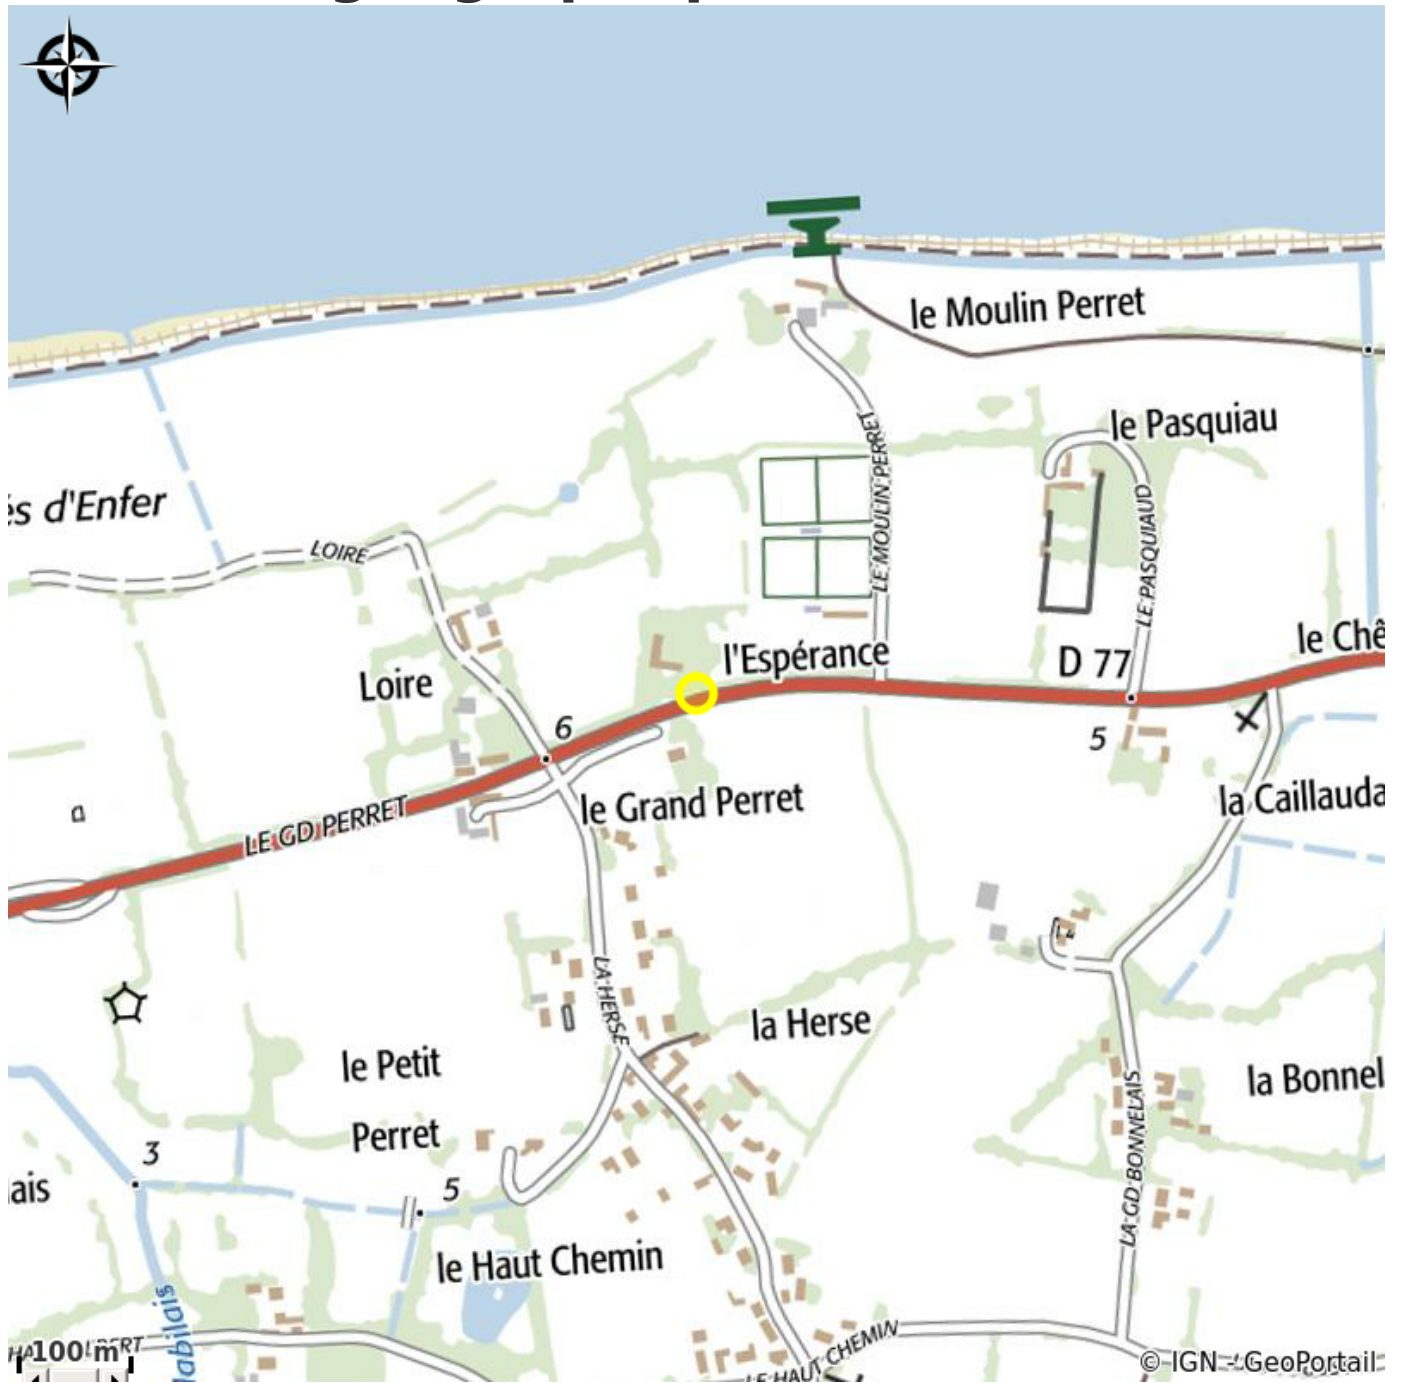 le Moulin Perret
le Pasquiau
LE MOULIN PERRET
és d'Enfer
LOIRE
LE PASQUIAUD
l'Espérance
D 77
le Chê
Loire
6
5
le Grand Perret
la Caillauda
LE GD PERRET
LA HERSE
la Herse
le Petit
Perret
la Bonnel
LA GD BONNELAIS
3
ais
5
le Haut Chemin
LE HAUT CHEMIN
100 m
© IGN - GeoPortail